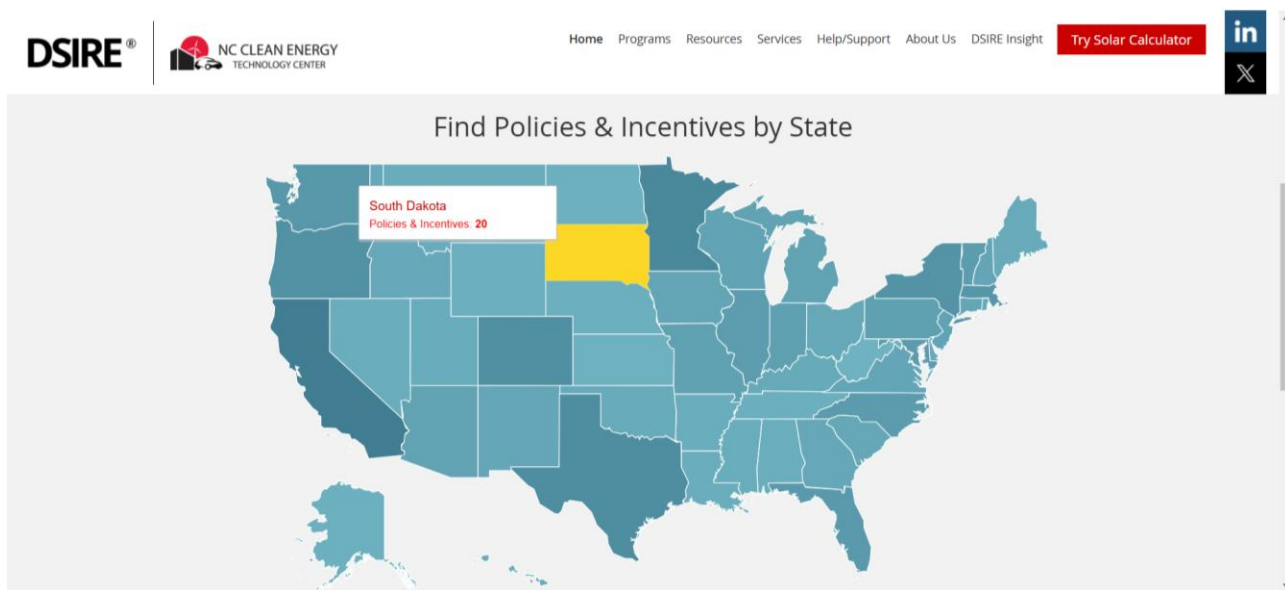 DSIRE®
NC CLEAN ENERGY
TECHNOLOGY CENTER
Home Programs Resources Services Help/Support About Us DSIRE Insight Try Solar Calculator
in
X
Find Policies & Incentives by State
South Dakota
Policies & Incentives: 20